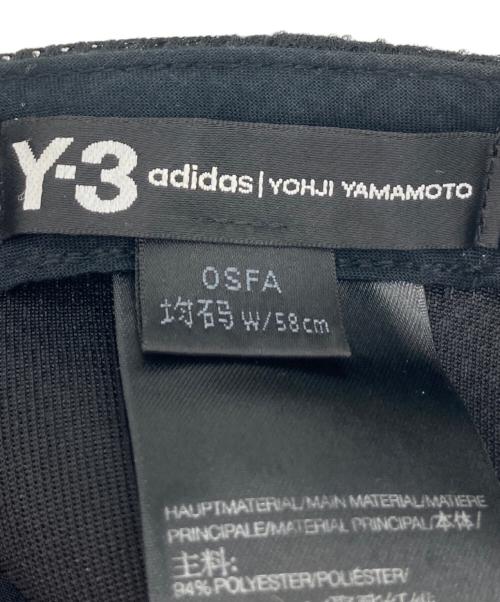 Y-3 adidas | YOHJI YAMAMOTO
OSFA
均码 W/58cm
HAUPTMATERIAL/MAIN MATERIAL/MATIERE
PRINCIPALE/MATERIAL PRINCIPAL/本体/
主料:
94% POLYESTER/POLIÉSTER/